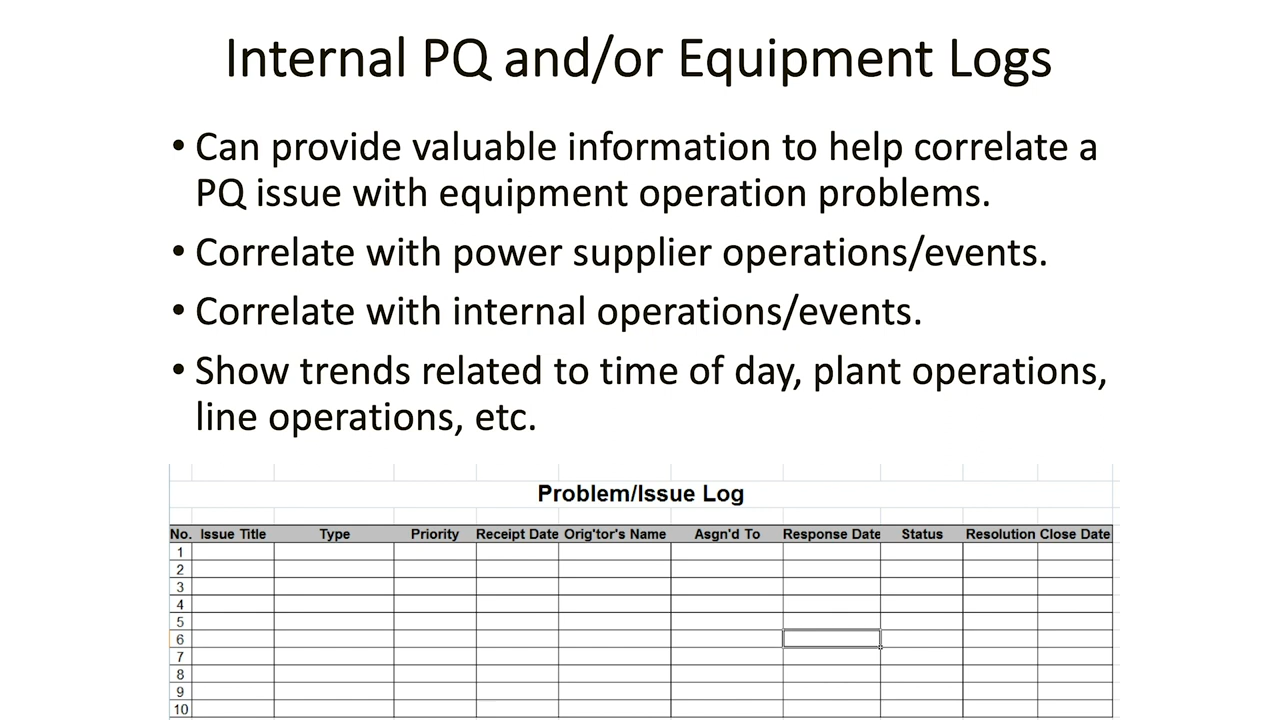 Internal PQ and/or Equipment Logs
• Can provide valuable information to help correlate a
PQ issue with equipment operation problems.
• Correlate with power supplier operations/events.
• Correlate with internal operations/events.
• Show trends related to time of day, plant operations,
line operations, etc.
Problem/Issue Log
No. Issue Title Type Priority Receipt Date Orig'tor's Name Asgn'd To Response Date Status Resolution Close Date
1
2
3
4
5
6
7
8
9
10